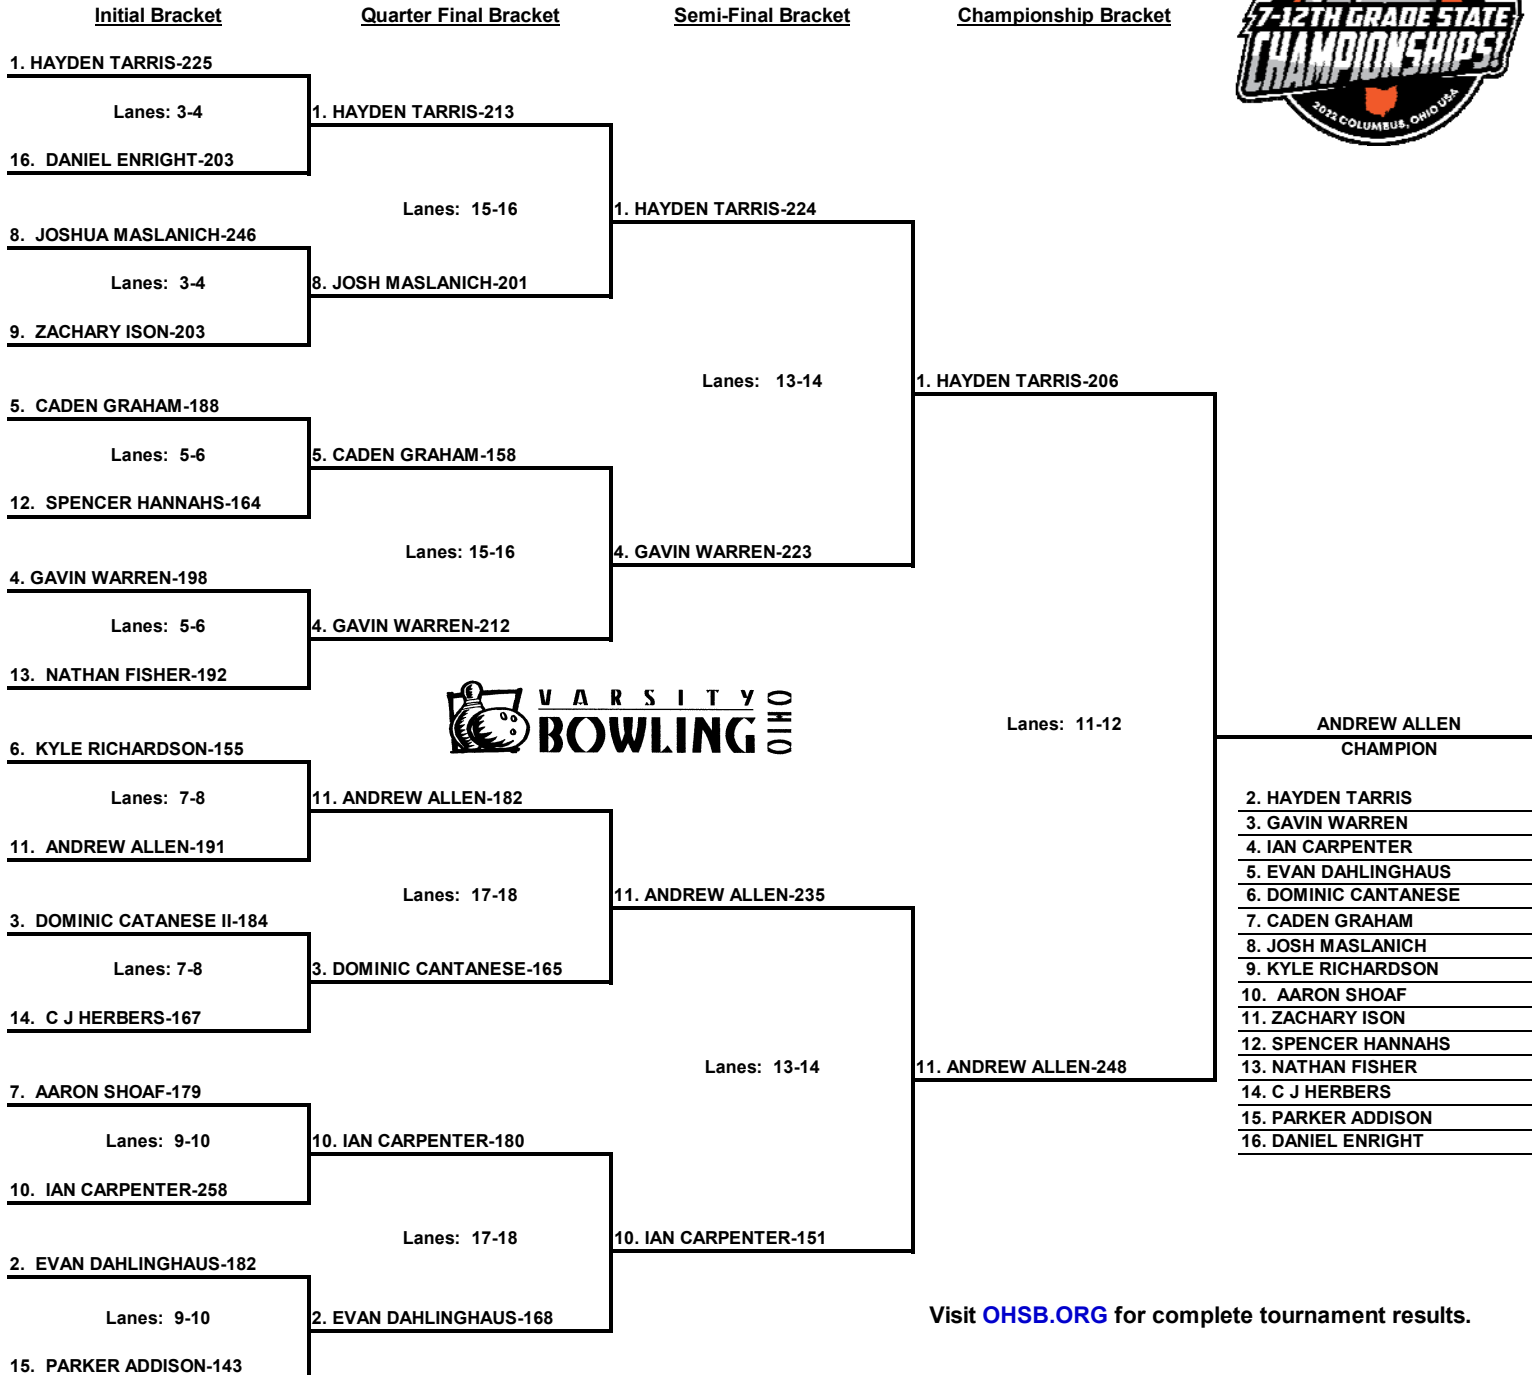 Initial Bracket
Quarter Final Bracket
Semi-Final Bracket
Championship Bracket
7-12TH GRADE STATE
CHAMPIONSHIPS!
2022 COLUMBUS, OHIO USA
1. HAYDEN TARRIS-225
Lanes: 3-4
16. DANIEL ENRIGHT-203
8. JOSHUA MASLANICH-246
Lanes: 3-4
9. ZACHARY ISON-203
5. CADEN GRAHAM-188
Lanes: 5-6
12. SPENCER HANNAHS-164
4. GAVIN WARREN-198
Lanes: 5-6
13. NATHAN FISHER-192
6. KYLE RICHARDSON-155
Lanes: 7-8
11. ANDREW ALLEN-191
3. DOMINIC CATANESE II-184
Lanes: 7-8
14. C J HERBERS-167
7. AARON SHOAF-179
Lanes: 9-10
10. IAN CARPENTER-258
2. EVAN DAHLINGHAUS-182
Lanes: 9-10
15. PARKER ADDISON-143
1. HAYDEN TARRIS-213
Lanes: 15-16
8. JOSH MASLANICH-201
5. CADEN GRAHAM-158
Lanes: 15-16
4. GAVIN WARREN-212
VARSITY
BOWLING
OHIO
11. ANDREW ALLEN-182
Lanes: 17-18
3. DOMINIC CANTANESE-165
10. IAN CARPENTER-180
Lanes: 17-18
2. EVAN DAHLINGHAUS-168
1. HAYDEN TARRIS-224
Lanes: 13-14
4. GAVIN WARREN-223
11. ANDREW ALLEN-235
Lanes: 13-14
10. IAN CARPENTER-151
1. HAYDEN TARRIS-206
Lanes: 11-12
11. ANDREW ALLEN-248
ANDREW ALLEN
CHAMPION
2. HAYDEN TARRIS
3. GAVIN WARREN
4. IAN CARPENTER
5. EVAN DAHLINGHAUS
6. DOMINIC CANTANESE
7. CADEN GRAHAM
8. JOSH MASLANICH
9. KYLE RICHARDSON
10. AARON SHOAF
11. ZACHARY ISON
12. SPENCER HANNAHS
13. NATHAN FISHER
14. C J HERBERS
15. PARKER ADDISON
16. DANIEL ENRIGHT
Visit OHSB.ORG for complete tournament results.